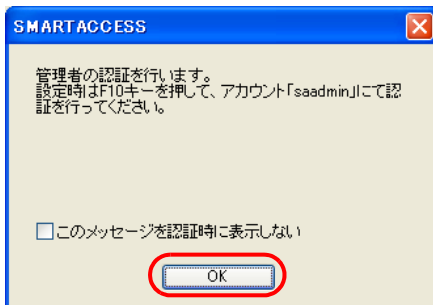 SMARTACCESS
管理者の認証を行います。
設定時はF10キーを押して、アカウント「saadmin」にて認
証を行ってください。
このメッセージを認証時に表示しない
OK